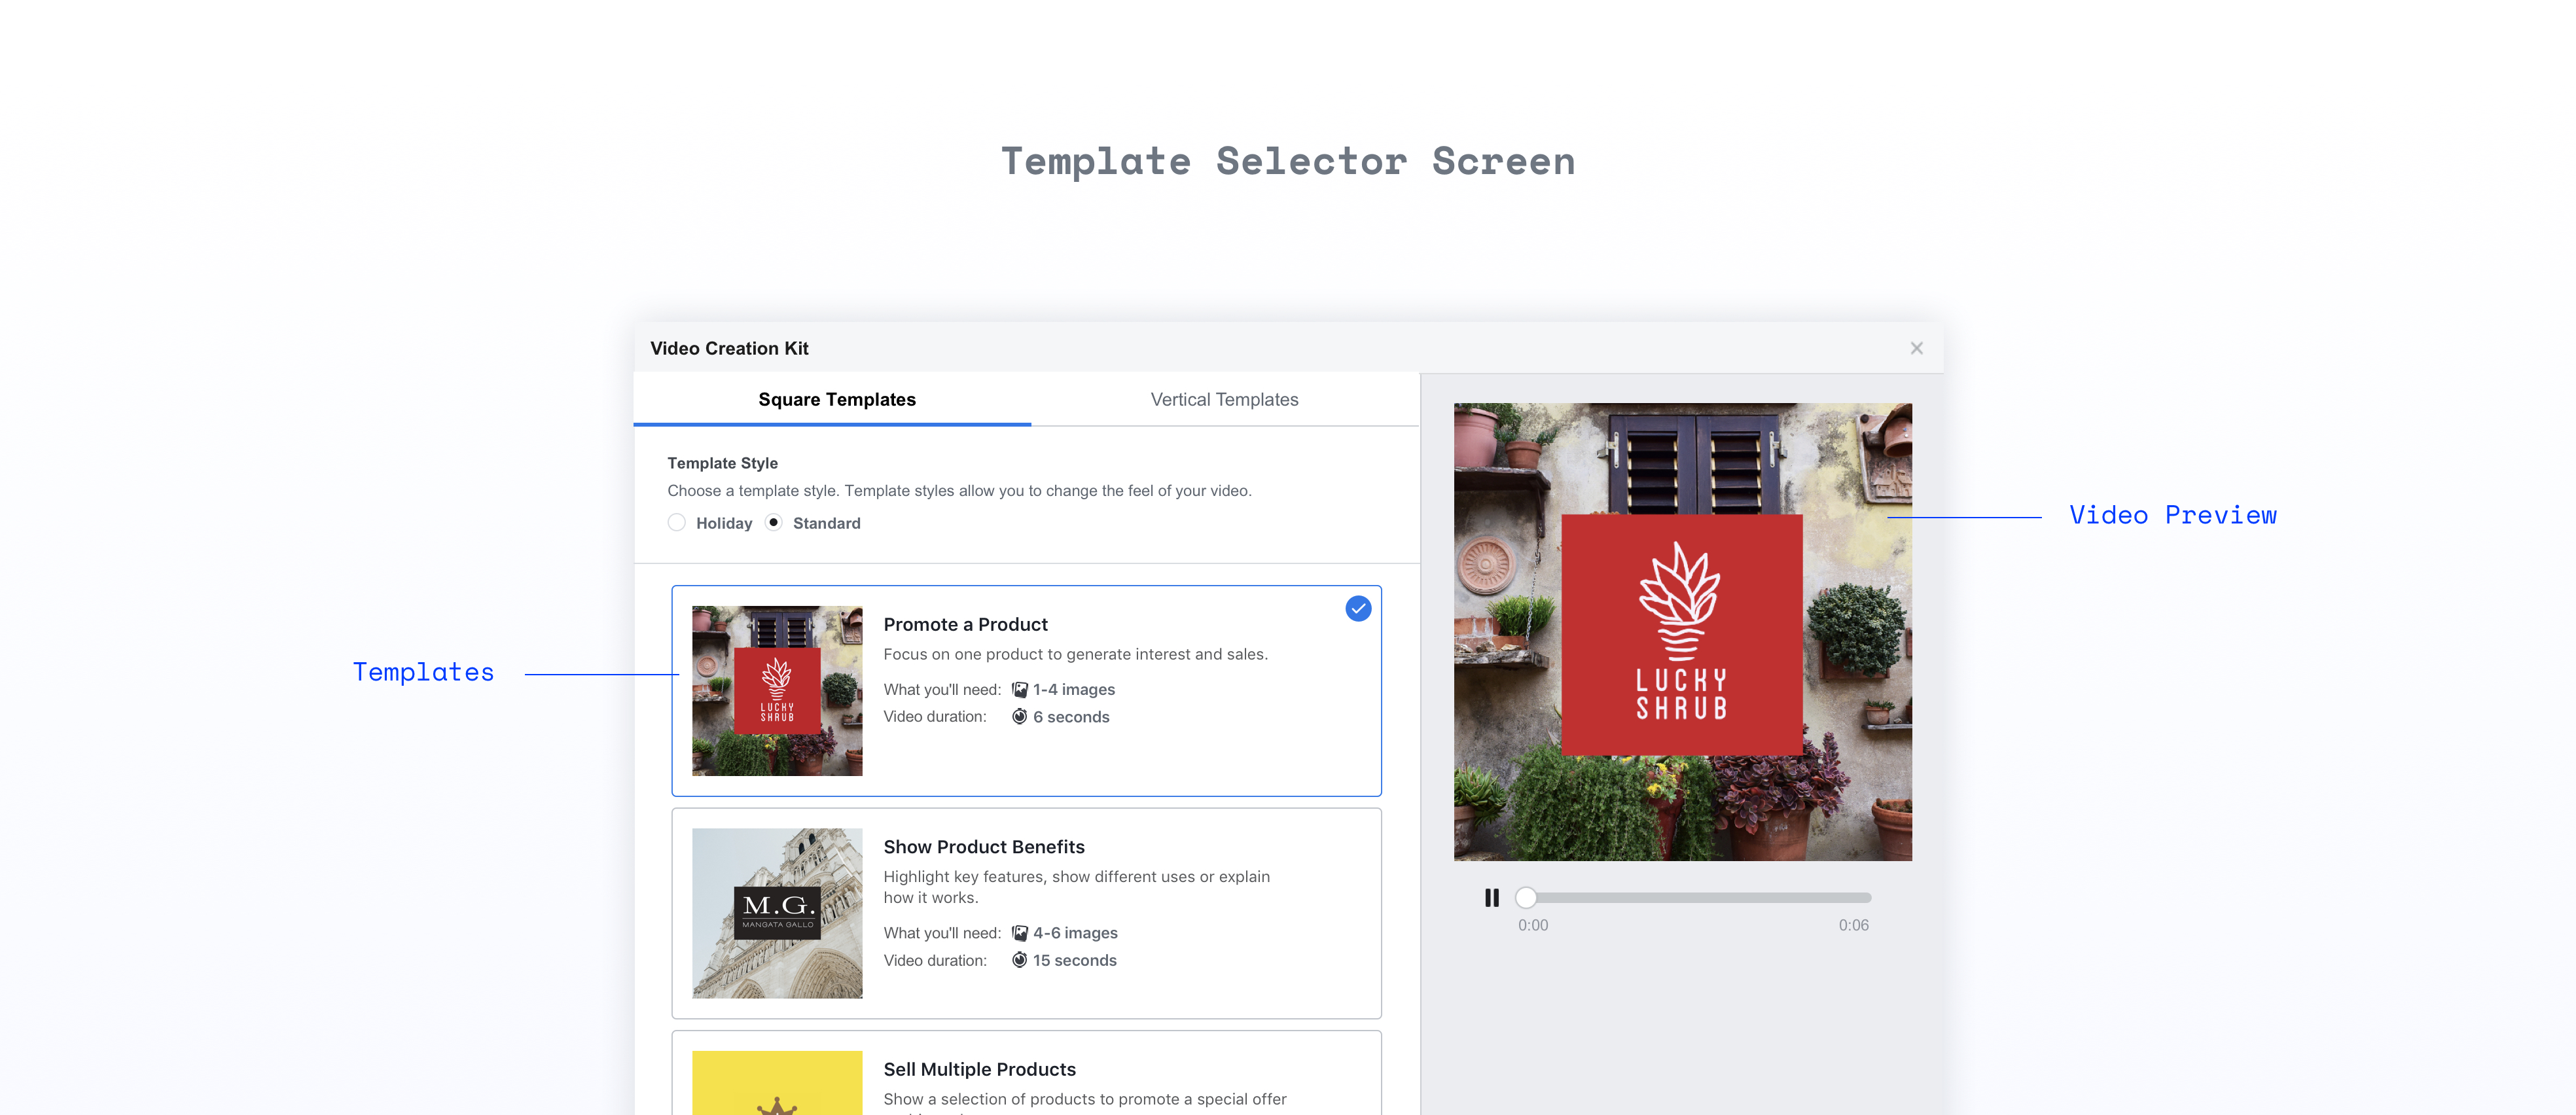 Template Selector Screen
Video Creation Kit
Square Templates
Vertical Templates
Template Style
Choose a template style. Template styles allow you to change the feel of your video.
Holiday
Standard
Templates
LUCKY
SHRUB
Promote a Product
Focus on one product to generate interest and sales.
What you'll need: 1-4 images
Video duration: 6 seconds
M.G.
MANGATA GALLO
Show Product Benefits
Highlight key features, show different uses or explain
how it works.
What you'll need: 4-6 images
Video duration: 15 seconds
Sell Multiple Products
Show a selection of products to promote a special offer
LUCKY
SHRUB
0:00
0:06
Video Preview